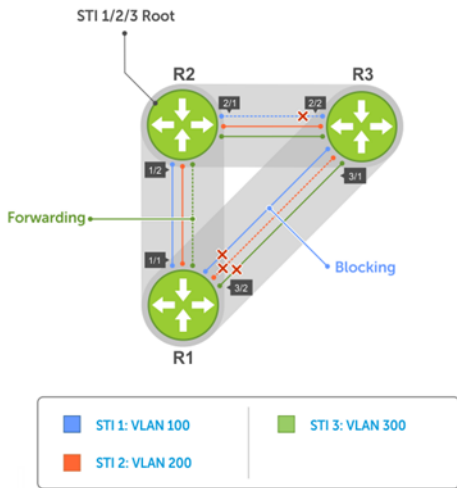 STI 1/2/3 Root
R2
R3
2/1
2/2
1/2
3/1
Forwarding
1/1
Blocking
3/2
R1
STI 1: VLAN 100
STI 3: VLAN 300
STI 2: VLAN 200